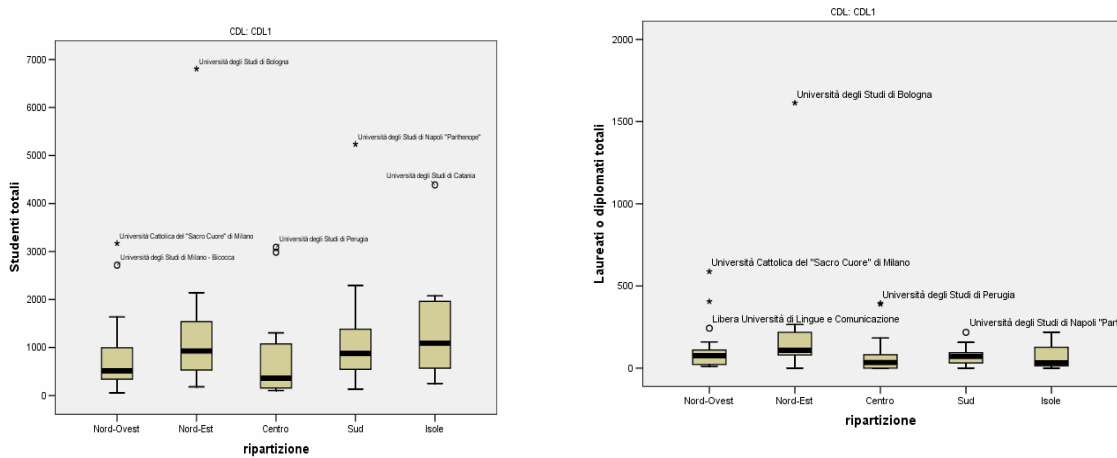 CDL: CDL1
Studenti totali
7000
6000
5000
4000
3000
2000
1000
0
Università degli Studi di Bologna
Università degli Studi di Napoli "Parthenope"
Università degli Studi di Catania
Università Cattolica del "Sacro Cuore" di Milano
Università degli Studi di Perugia
Università degli Studi di Milano - Bicocca
Nord-Ovest
Nord-Est
Centro
Sud
Isole
ripartizione
CDL: CDL1
Laureati o diplomati totali
2000
1500
1000
500
0
Università degli Studi di Bologna
Università Cattolica del "Sacro Cuore" di Milano
Università degli Studi di Perugia
Libera Università di Lingue e Comunicazione
Università degli Studi di Napoli "Part
Nord-Ovest
Nord-Est
Centro
Sud
Isole
ripartizione